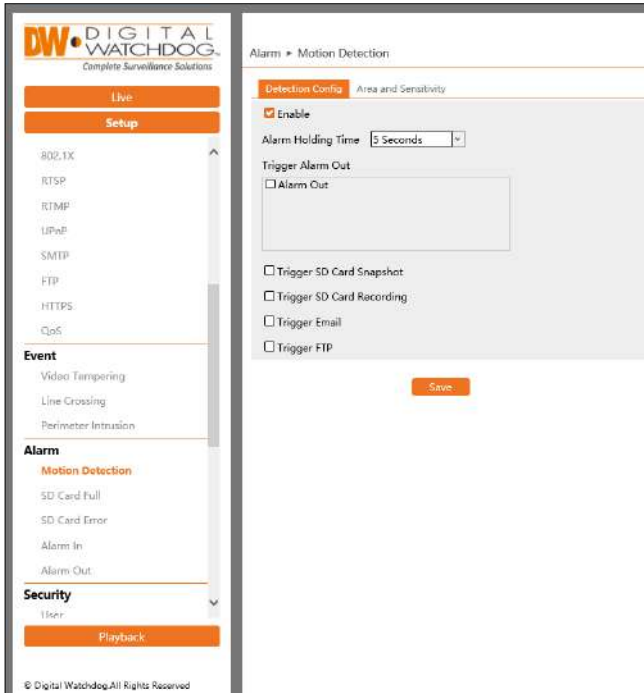 DW DIGITAL
WATCHDOG™
Complete Surveillance Solutions
Live
Setup
802.1X
RTSP
RTMP
UPnP
SMTP
FTP
HTTPS
QoS
Event
Video Tampering
Line Crossing
Perimeter Intrusion
Alarm
Motion Detection
SD Card Full
SD Card Error
Alarm In
Alarm Out
Security
User
Playback
© Digital Watchdog.All Rights Reserved
Alarm ▸ Motion Detection
Detection Config Area and Sensitivity
Enable
Alarm Holding Time 5 Seconds
Trigger Alarm Out
Alarm Out
Trigger SD Card Snapshot
Trigger SD Card Recording
Trigger Email
Trigger FTP
Save